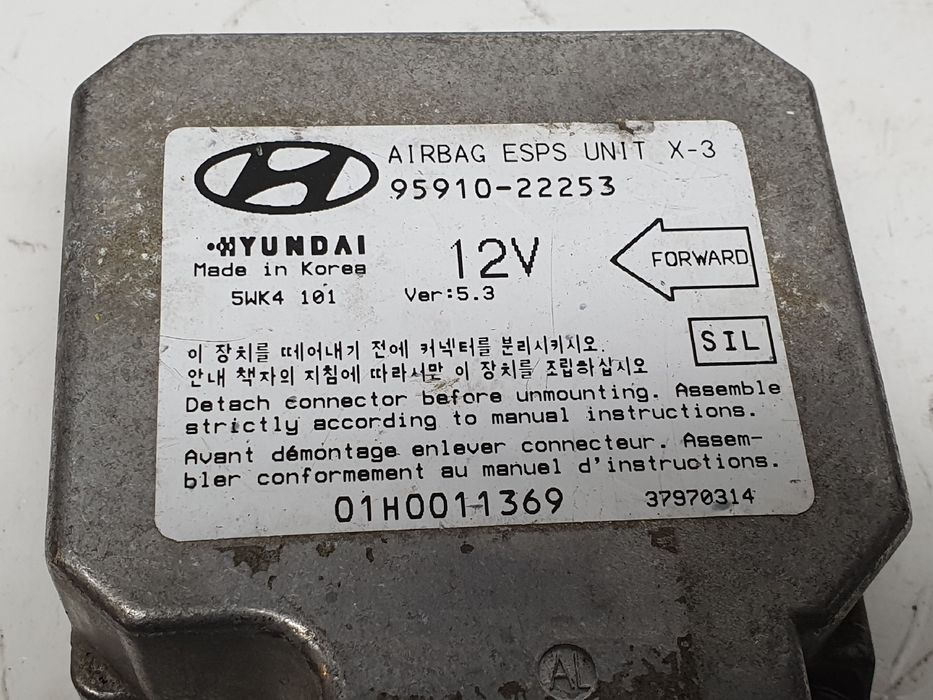 AIRBAG ESPS UNIT X-3
95910-22253
HYUNDAI
Made in Korea
12V
FORWARD
5WK4 101
Ver:5.3
SIL
이 장치를 떼어내기 전에 커넥터를 분리시키시오.
안내 책자의 지침에 따라서만 이 장치를 조립하십시오
Detach connector before unmounting. Assemble
strictly according to manual instructions.
Avant démontage enlever connecteur. Assem-
bler conformement au manuel d'instructions.
01H0011369
37970314
AL